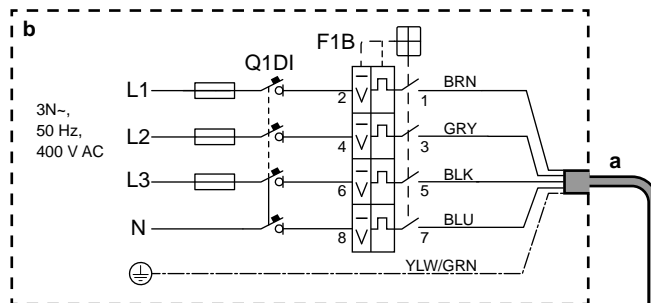 b
F1B
Q1DI
L1
2
1
BRN
3N~,
50 Hz,
400 V AC
L2
4
3
GRY
a
L3
6
5
BLK
N
8
7
BLU
YLW/GRN